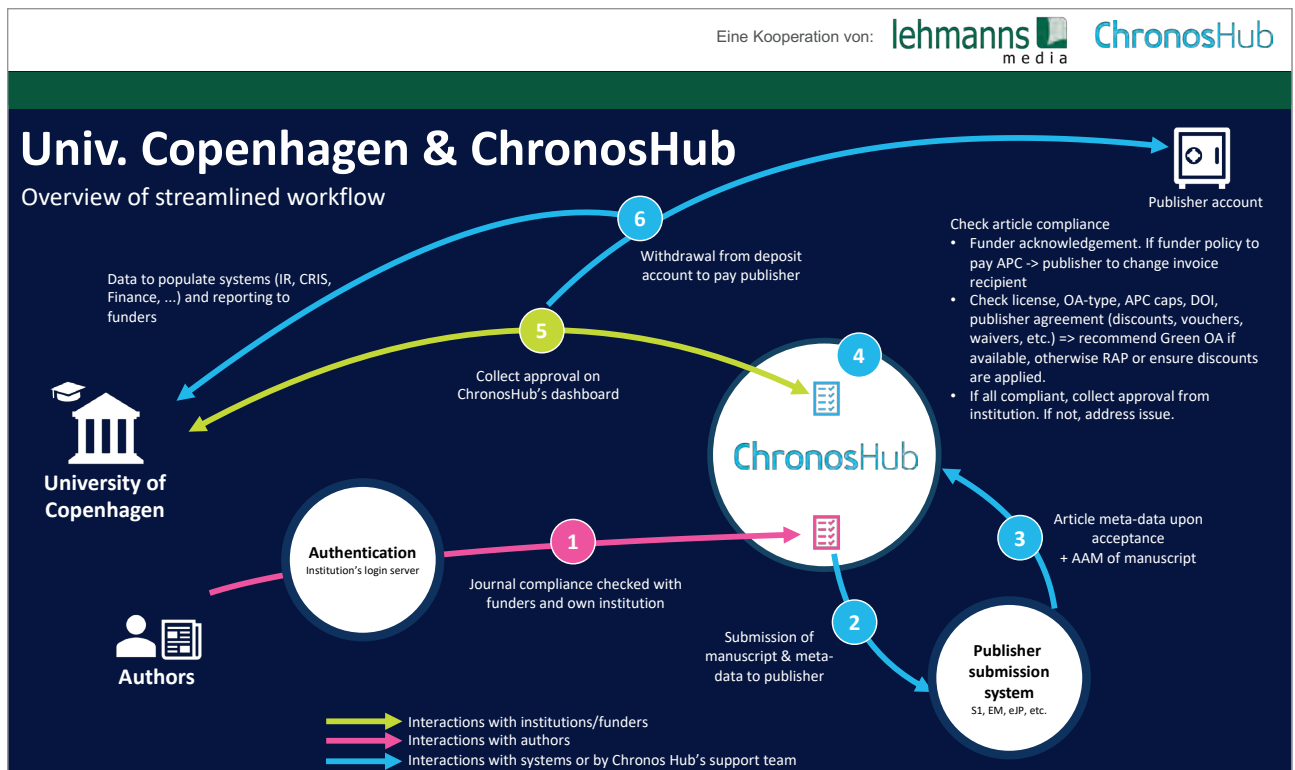 Eine Kooperation von:
lehmanns
media
ChronosHub
Univ. Copenhagen & ChronosHub
Overview of streamlined workflow
Publisher account
6
Withdrawal from deposit
account to pay publisher
Data to populate systems (IR, CRIS,
Finance, ...) and reporting to
funders
Check article compliance
• Funder acknowledgement. If funder policy to
pay APC -> publisher to change invoice
recipient
• Check license, OA-type, APC caps, DOI,
publisher agreement (discounts, vouchers,
waivers, etc.) => recommend Green OA if
available, otherwise RAP or ensure discounts
are applied.
• If all compliant, collect approval from
institution. If not, address issue.
5
Collect approval on
ChronosHub's dashboard
4
ChronosHub
University of
Copenhagen
Authentication
Institution's login server
1
Journal compliance checked with
funders and own institution
3
Article meta-data upon
acceptance
+ AAM of manuscript
2
Submission of
manuscript & meta-
data to publisher
Publisher
submission
system
S1, EM, eJP, etc.
Authors
Interactions with institutions/funders
Interactions with authors
Interactions with systems or by Chronos Hub's support team